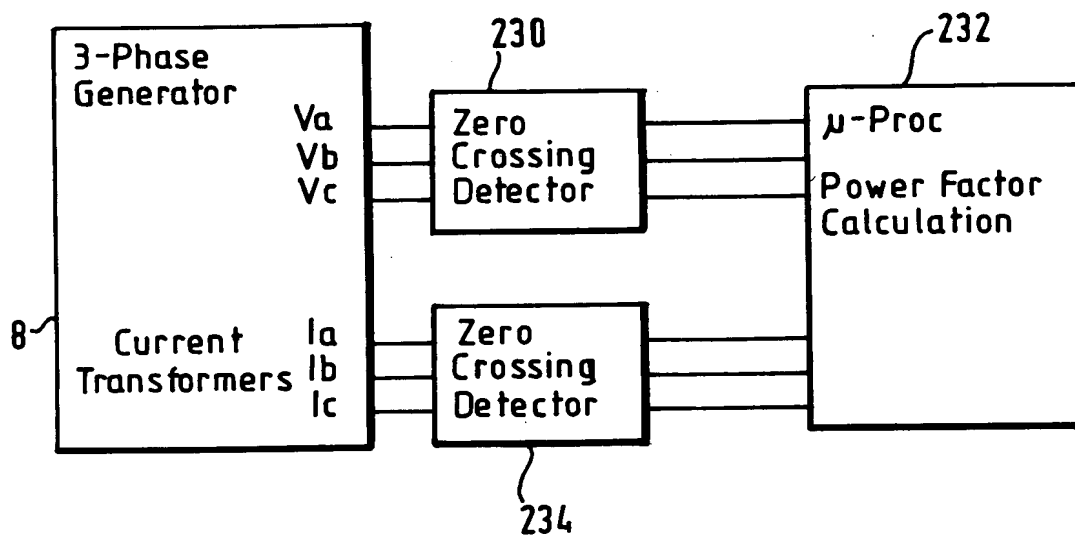 230
232
3-Phase
Generator
Va
Vb
Vc
Zero
Crossing
Detector
µ-Proc
Power Factor
Calculation
8
Current
Transformers
Ia
Ib
Ic
Zero
Crossing
Detector
234